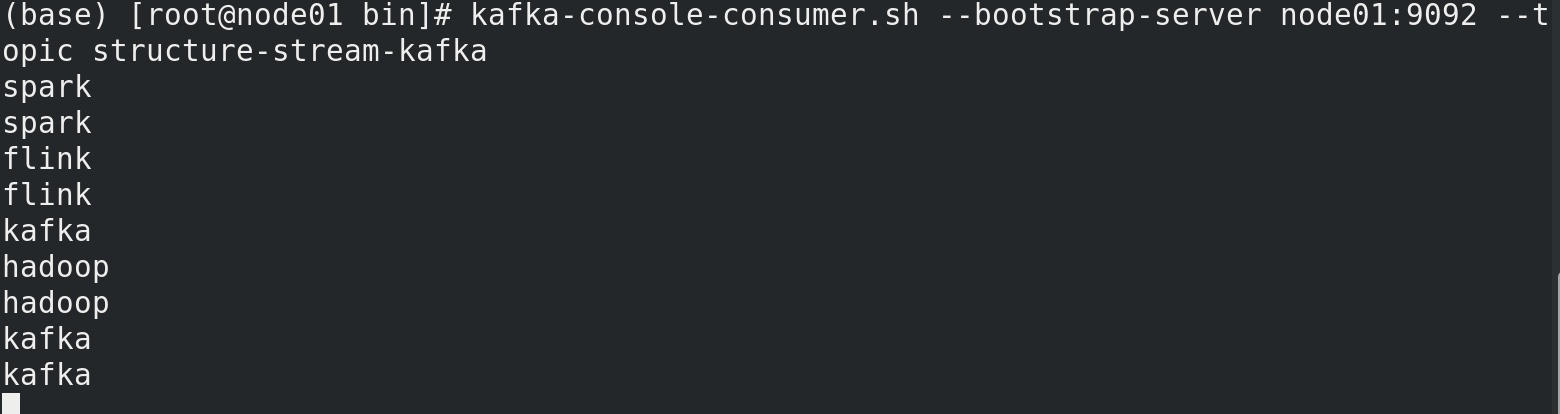 (base) [root@node01 bin]# kafka-console-consumer.sh --bootstrap-server node01:9092 --t
opic structure-stream-kafka
spark
spark
flink
flink
kafka
hadoop
hadoop
kafka
kafka